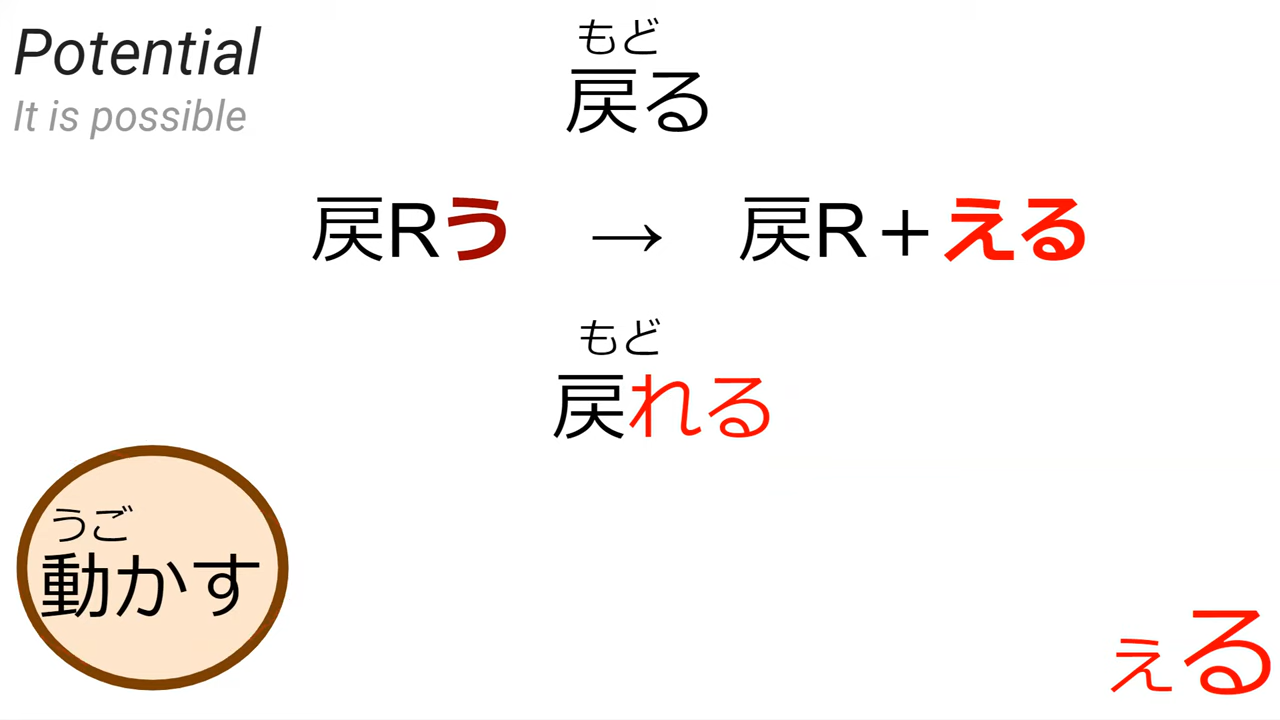 Potential
It is possible
もど
戻る
戻Rう → 戻R+える
もど
戻れる
うご
動かす
える